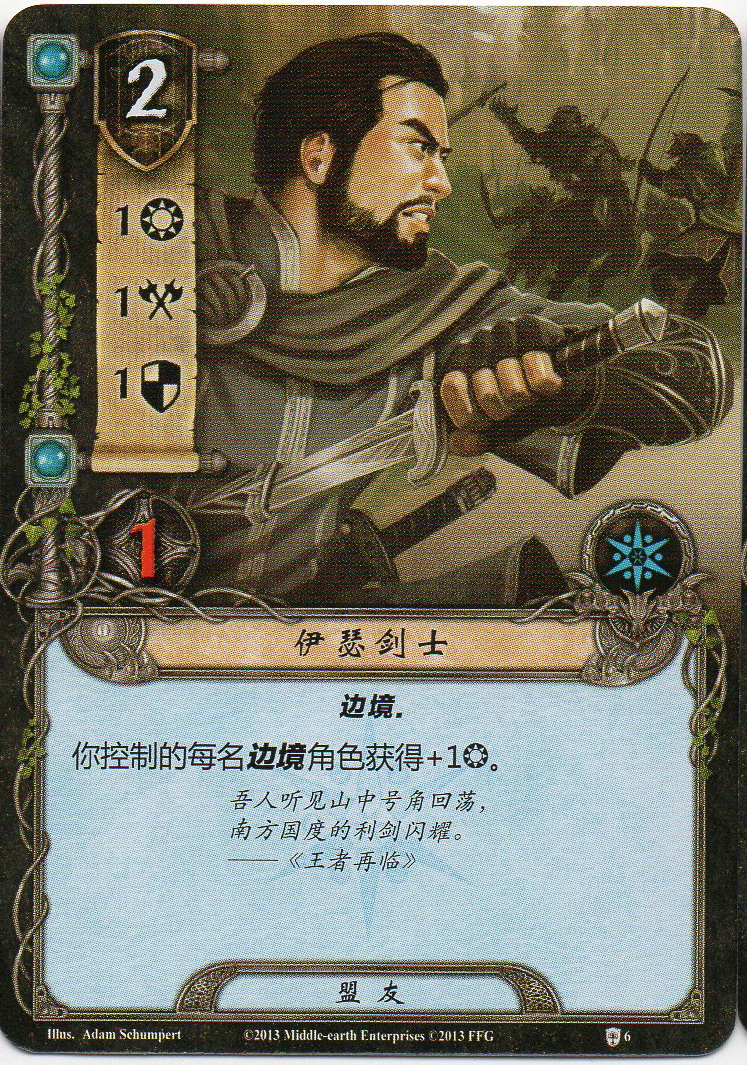 2
1
1
1
1
伊瑟剑士
边境.
你控制的每名边境角色获得+1。
吾人听见山中号角回荡，
南方国度的利剑闪耀。
——《王者再临》
盟友
Illus. Adam Schumpert
©2013 Middle-earth Enterprises ©2013 FFG
6